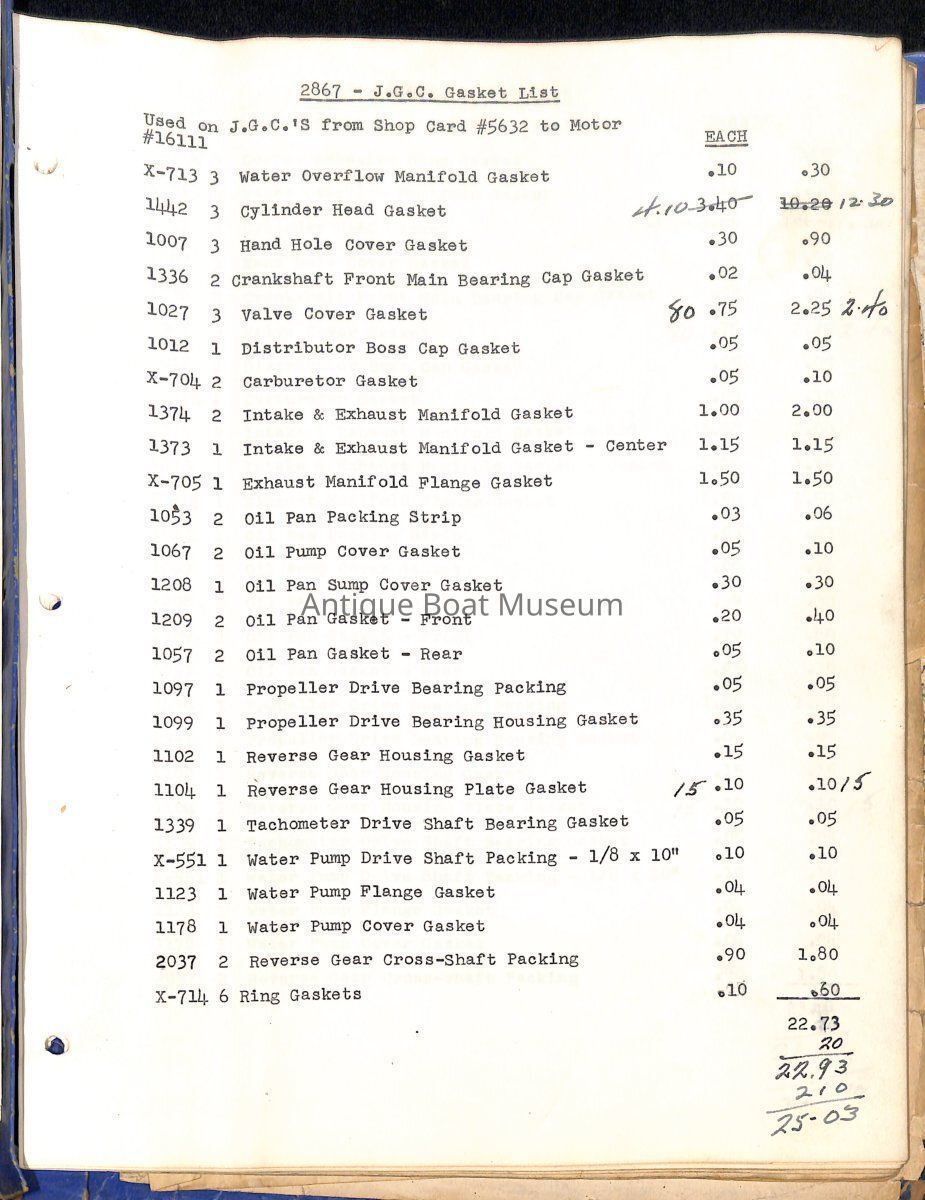 2867 - J.G.C. Gasket List
Used on J.G.C.'S from Shop Card #5632 to Motor
#16111
EACH
X-713 3 Water Overflow Manifold Gasket .10 .30
1442 3 Cylinder Head Gasket 4.10 3.40 10.20 12.30
1007 3 Hand Hole Cover Gasket .30 .90
1336 2 Crankshaft Front Main Bearing Cap Gasket .02 .04
1027 3 Valve Cover Gasket 80 .75 2.25 2.40
1012 1 Distributor Boss Cap Gasket .05 .05
X-704 2 Carburetor Gasket .05 .10
1374 2 Intake & Exhaust Manifold Gasket 1.00 2.00
1373 1 Intake & Exhaust Manifold Gasket - Center 1.15 1.15
X-705 1 Exhaust Manifold Flange Gasket 1.50 1.50
1053 2 Oil Pan Packing Strip .03 .06
1067 2 Oil Pump Cover Gasket .05 .10
1208 1 Oil Pan Sump Cover Gasket .30 .30
Antique Boat Museum
1209 2 Oil Pan Gasket - Front .20 .40
1057 2 Oil Pan Gasket - Rear .05 .10
1097 1 Propeller Drive Bearing Packing .05 .05
1099 1 Propeller Drive Bearing Housing Gasket .35 .35
1102 1 Reverse Gear Housing Gasket .15 .15
1104 1 Reverse Gear Housing Plate Gasket 15 .10 .10 15
1339 1 Tachometer Drive Shaft Bearing Gasket .05 .05
X-551 1 Water Pump Drive Shaft Packing - 1/8 x 10" .10 .10
1123 1 Water Pump Flange Gasket .04 .04
1178 1 Water Pump Cover Gasket .04 .04
2037 2 Reverse Gear Cross-Shaft Packing .90 1.80
X-714 6 Ring Gaskets .10 .60
22.73
20
22.93
210
25-03